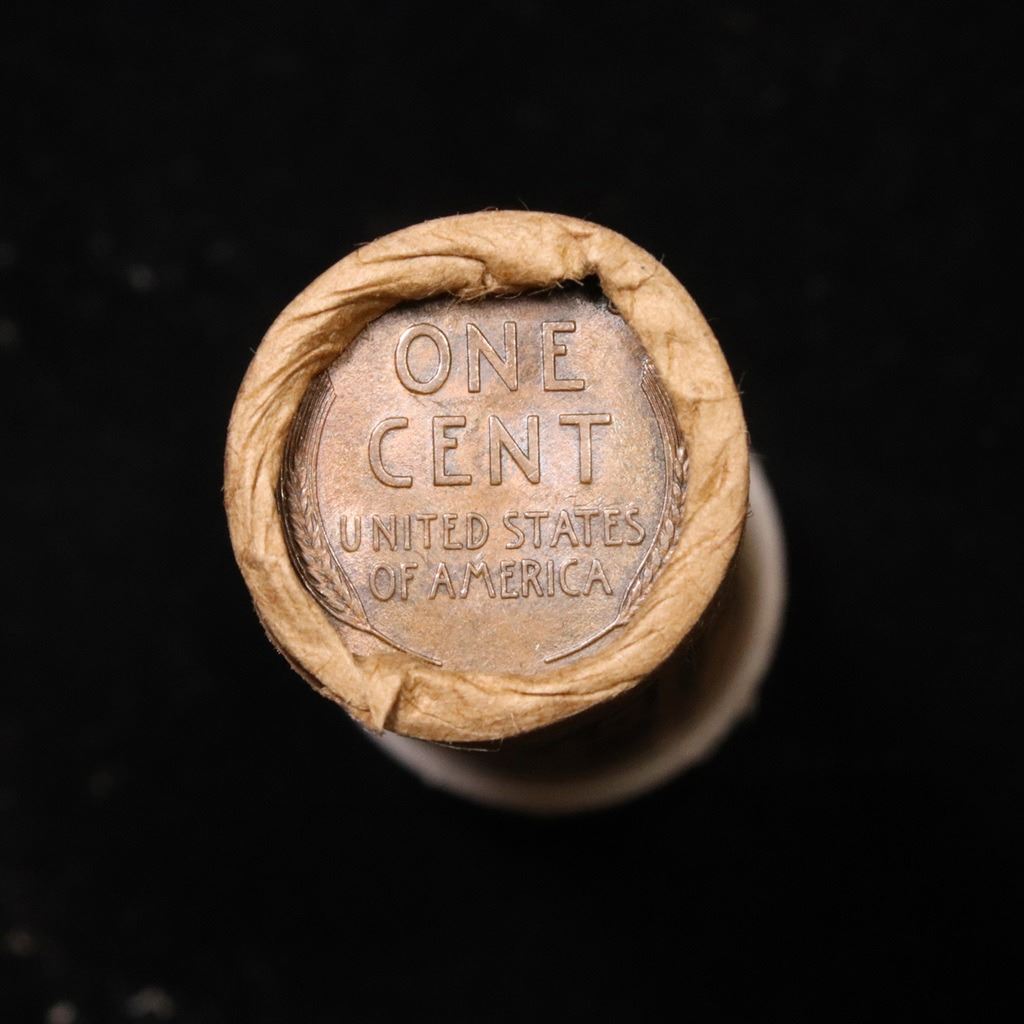 ONE
CENT
UNITED STATES
OF AMERICA